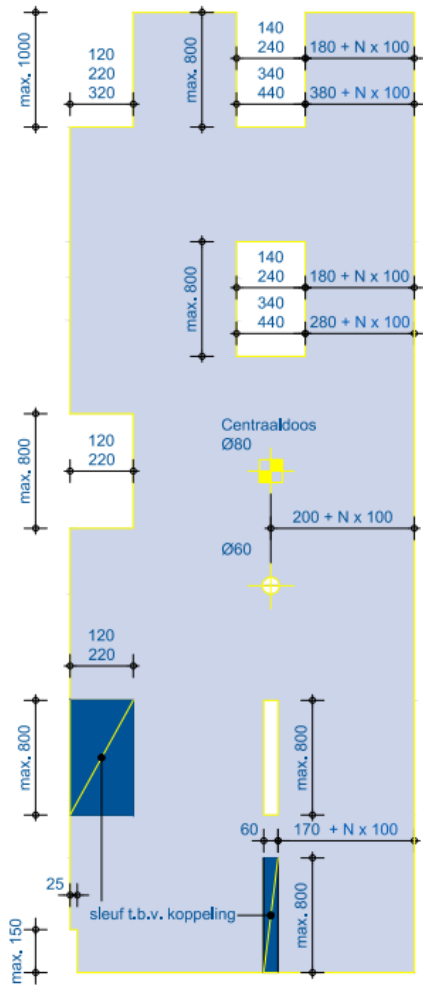 max. 1000
120
220
320
max. 800
140
240
340
440
180 + N x 100
380 + N x 100
max. 800
140
240
340
440
180 + N x 100
280 + N x 100
max. 800
120
220
Centraaldoos
Ø80
200 + N x 100
Ø60
120
220
max. 800
max. 800
60
170 + N x 100
25
sleuf t.b.v. koppeling
max. 800
max. 150